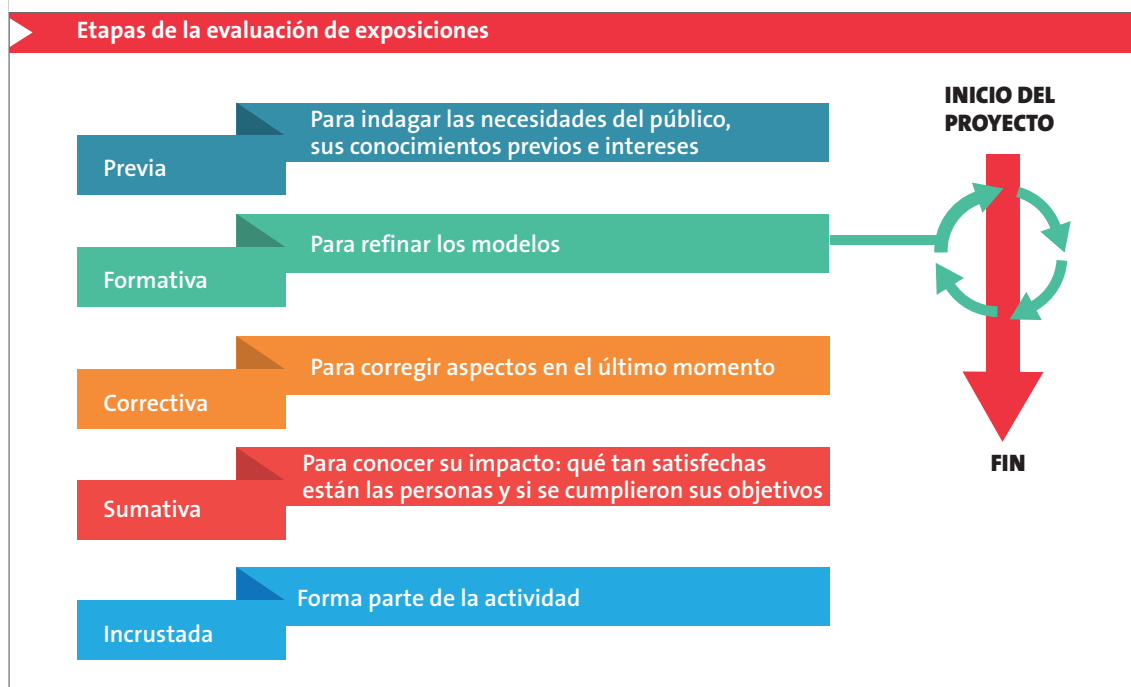 Etapas de la evaluación de exposiciones
INICIO DEL
PROYECTO
Previa
Para indagar las necesidades del público,
sus conocimientos previos e intereses
Formativa
Para refinar los modelos
Correctiva
Para corregir aspectos en el último momento
Sumativa
Para conocer su impacto: qué tan satisfechas
están las personas y si se cumplieron sus objetivos
FIN
Incrustada
Forma parte de la actividad